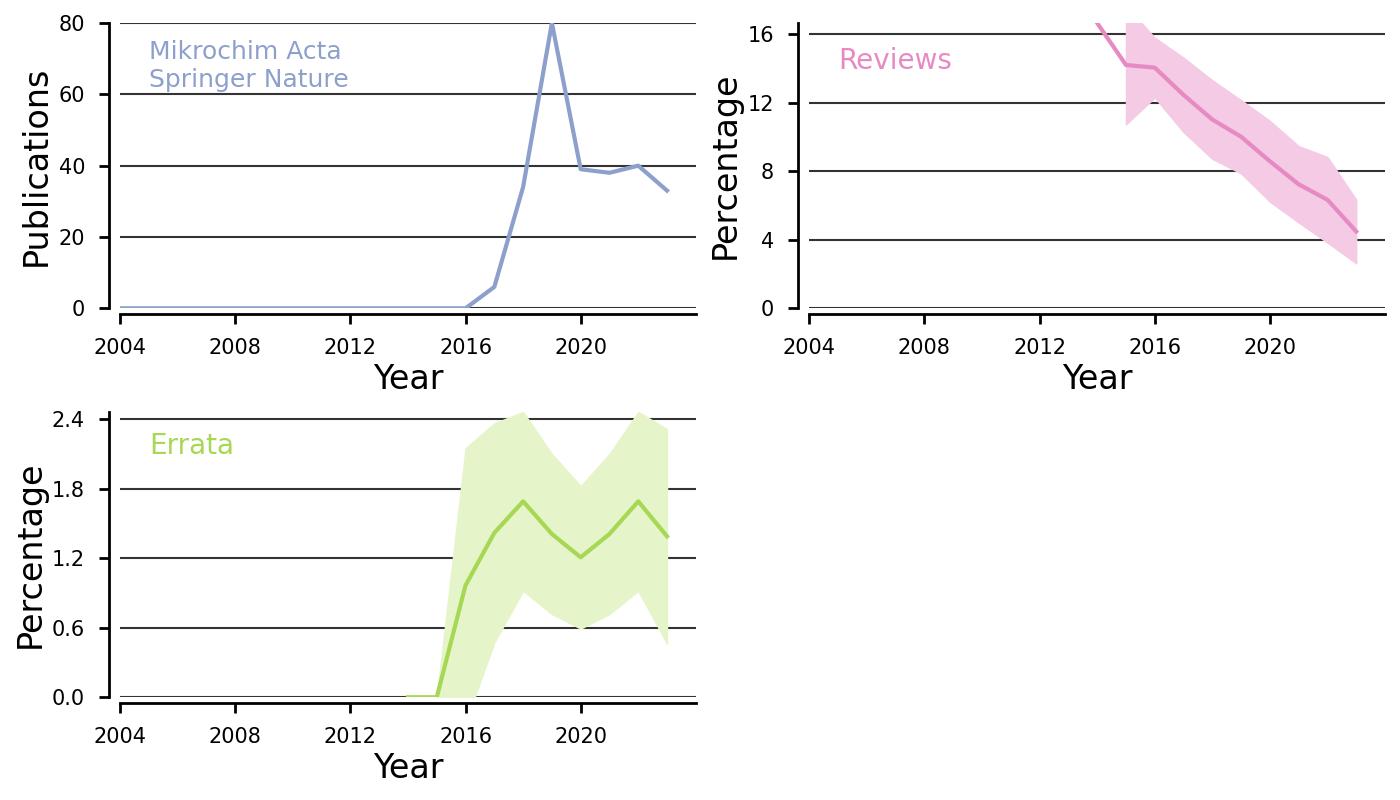 80
60
40
20
0
Publications
Mikrochim Acta
Springer Nature
2004 2008 2012 2016 2020
Year
16
12
8
4
0
Percentage
Reviews
2004 2008 2012 2016 2020
Year
2.4
1.8
1.2
0.6
0.0
Percentage
Errata
2004 2008 2012 2016 2020
Year